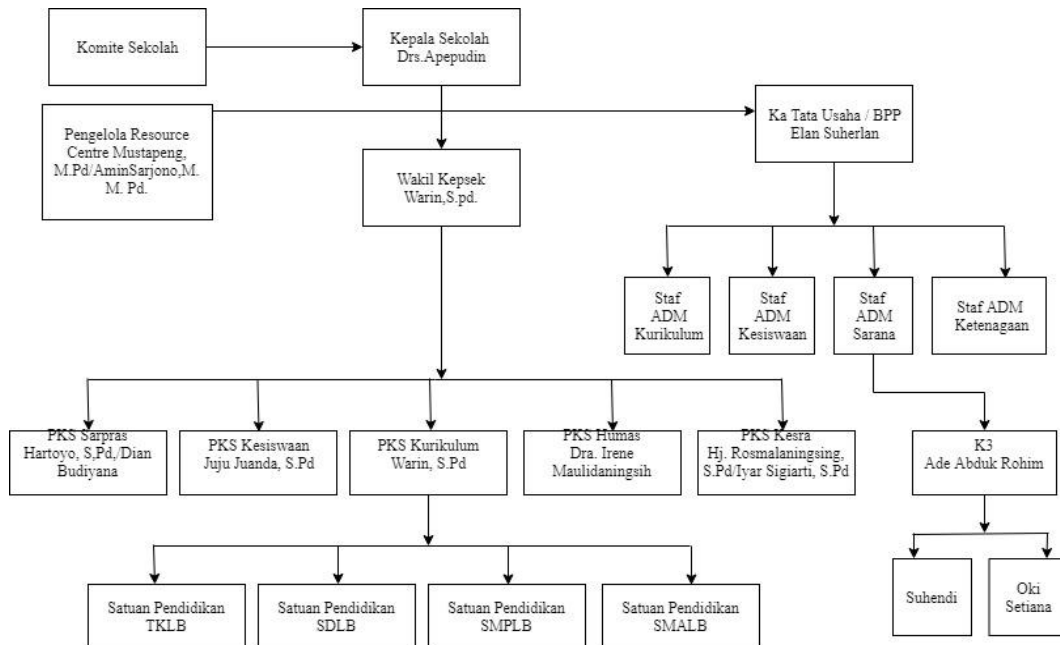 Komite Sekolah
Kepala Sekolah
Drs.Apepudin
Pengelola Resource
Centre Mustapeng,
M.Pd/AminSarjono,M.
M. Pd.
Ka Tata Usaha / BPP
Elan Suherlan
Wakil Kepsek
Warin,S.pd.
Staf
ADM
Kurikulum
Staf
ADM
Kesiswaan
Staf
ADM
Sarana
Staf ADM
Ketenagaan
PKS Sarpras
Hartoyo, S,Pd,/Dian
Budiyana
PKS Kesiswaan
Juju Juanda, S.Pd
PKS Kurikulum
Warin, S.Pd
PKS Humas
Dra. Irene
Maulidaningsih
PKS Kesra
Hj. Rosmalaningsing,
S.Pd/Iyar Sigiarti, S.Pd
K3
Ade Abduk Rohim
Satuan Pendidikan
TKLB
Satuan Pendidikan
SDLB
Satuan Pendidikan
SMPLB
Satuan Pendidikan
SMALB
Suhendi
Oki
Setiana